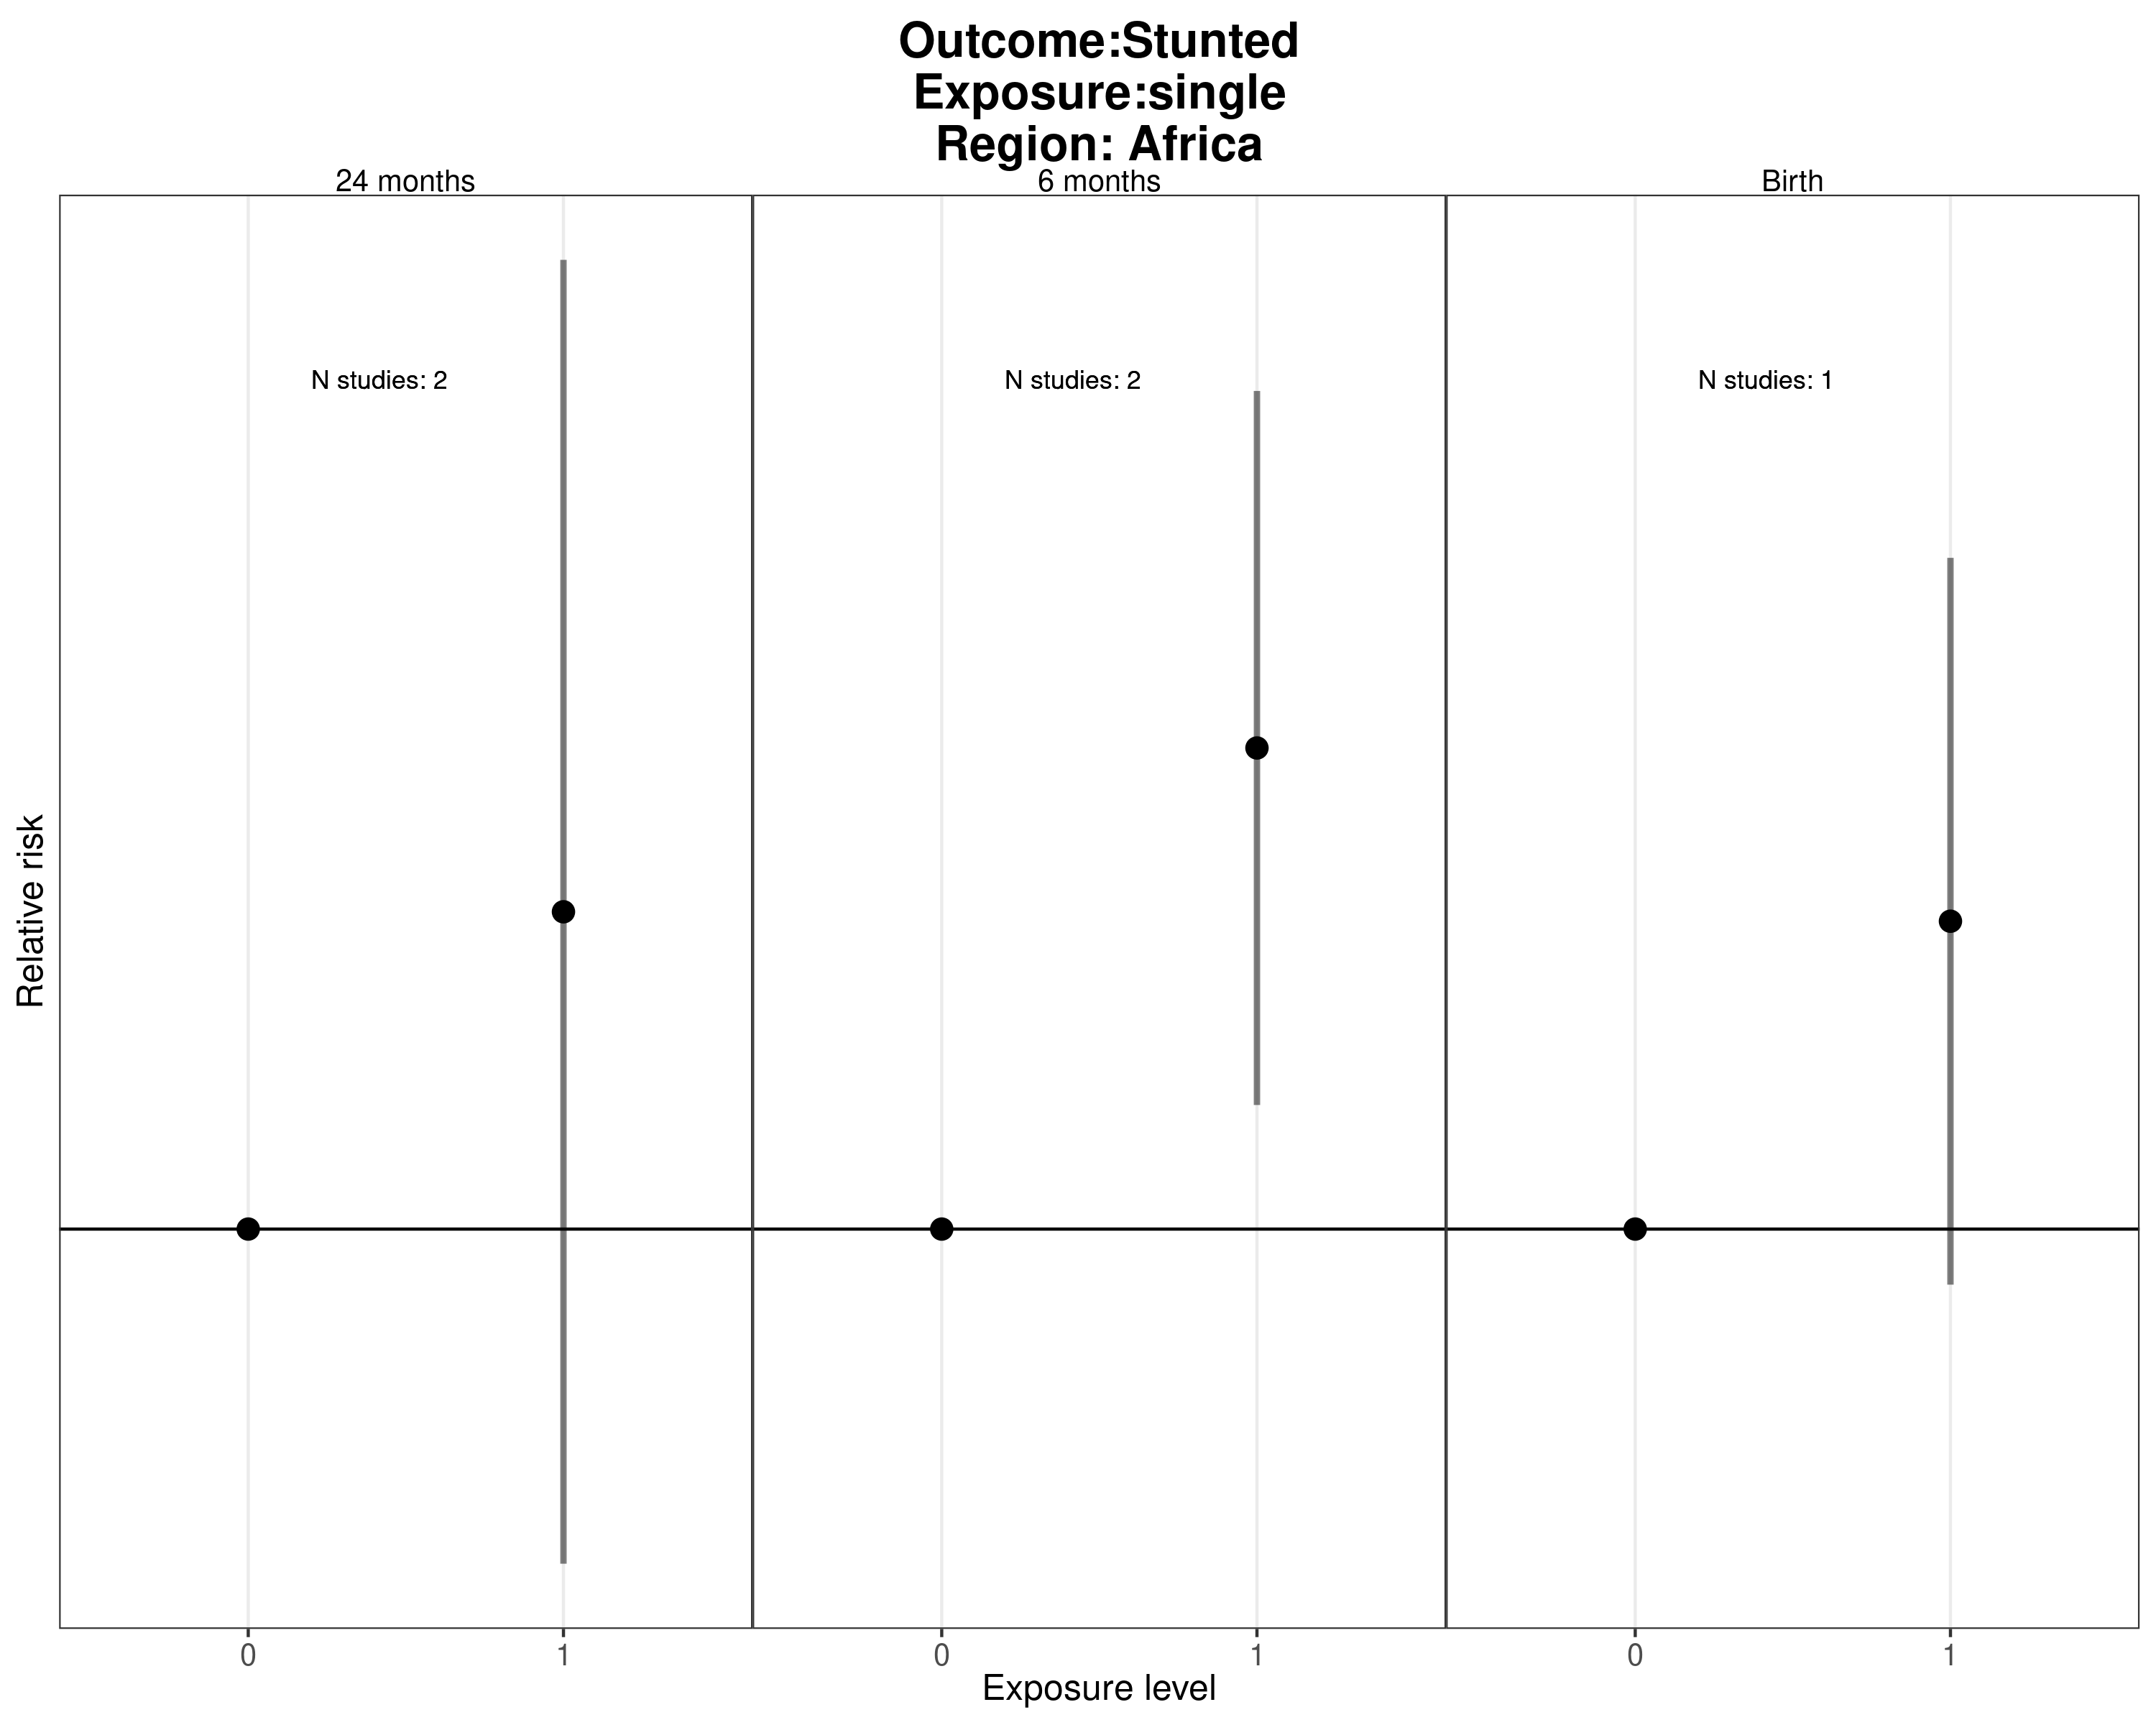 Outcome:Stunted
Exposure:single
Region: Africa
24 months
6 months
Birth
N studies: 2
N studies: 2
N studies: 1
Relative risk
0
1
0
1
0
1
Exposure level